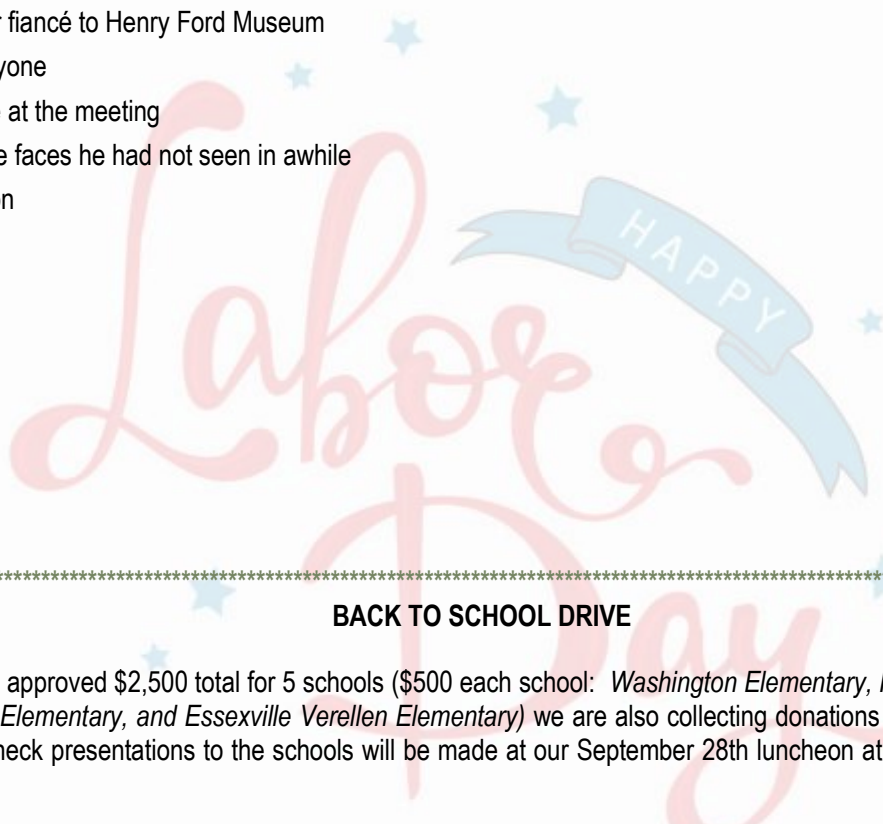 fiancé to Henry Ford Museum
at the meeting
faces he had not seen in awhile
HAPPY
Labor
Day
********************************************************************************************************
BACK TO SCHOOL DRIVE
approved $2,500 total for 5 schools ($500 each school: Washington Elementary,
Elementary, and Essexville Verellen Elementary) we are also collecting donations
presentations to the schools will be made at our September 28th luncheon at